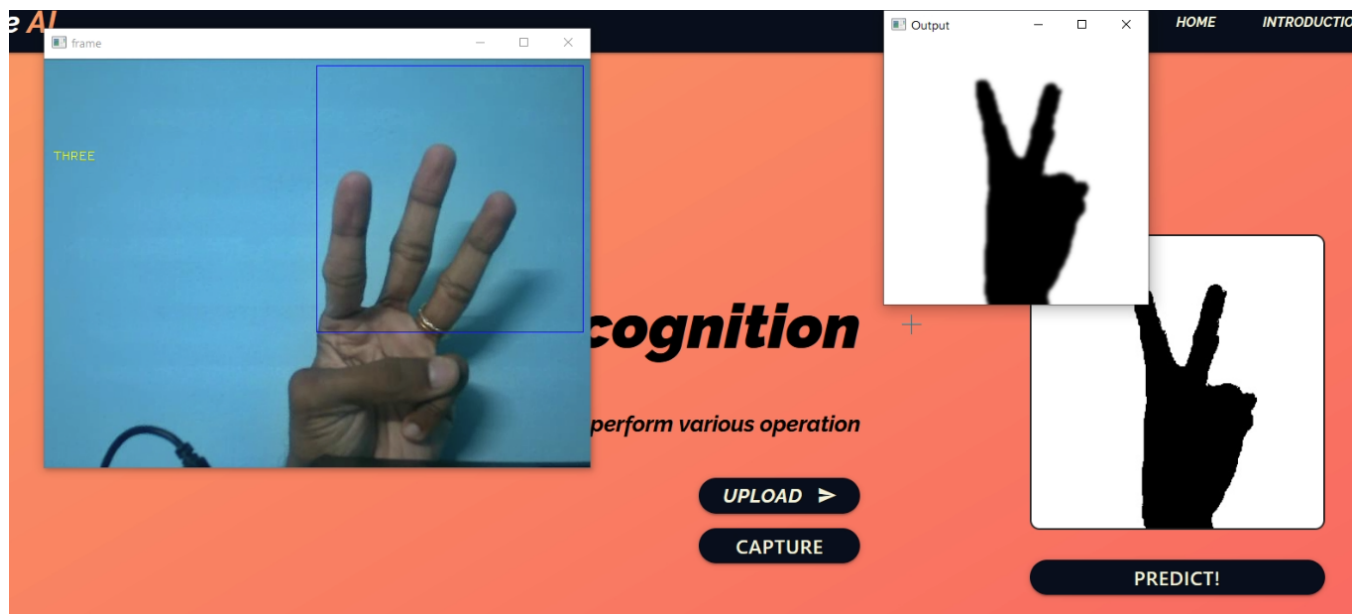 e AI
frame
Output
HOME
INTRODUCTIO
THREE
cognition
perform various operation
UPLOAD
CAPTURE
PREDICT!